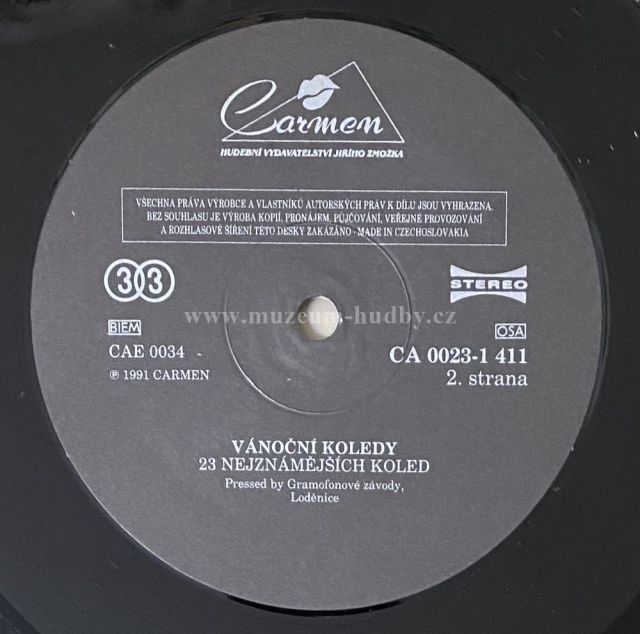 Carmen
HUDEBNÍ VYDAVATELSTVÍ JIŘÍHO ZMOŽKA
VŠECHNA PRÁVA VÝROBCE A VLASTNÍKŮ AUTORSKÝCH PRÁV K DÍLU JSOU VYHRAZENA.
BEZ SOUHLASU JE VÝROBA KOPIÍ, PRONÁJEM, PŮJČOVÁNÍ, VEŘEJNÉ PROVOZOVÁNÍ
A ROZHLASOVÉ ŠÍŘENÍ TÉTO DESKY ZAKÁZÁNO - MADE IN CZECHOSLOVAKIA
33
STEREO
www.muzeum-hudby.cz
BIEM
OSA
CAE 0034
CA 0023-1 411
℗ 1991 CARMEN
2. strana
VÁNOČNÍ KOLEDY
23 NEJZNÁMĚJŠÍCH KOLED
Pressed by Gramofonové závody,
Loděnice